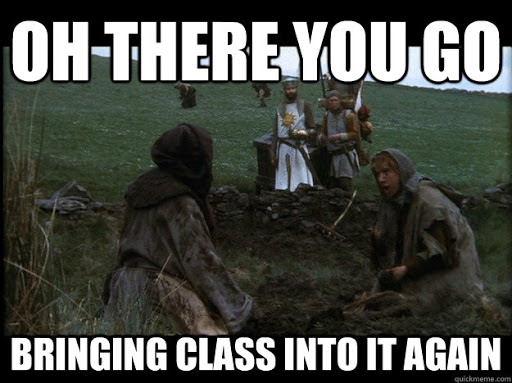 OH THERE YOU GO
BRINGING CLASS INTO IT AGAIN
quickmeme.com